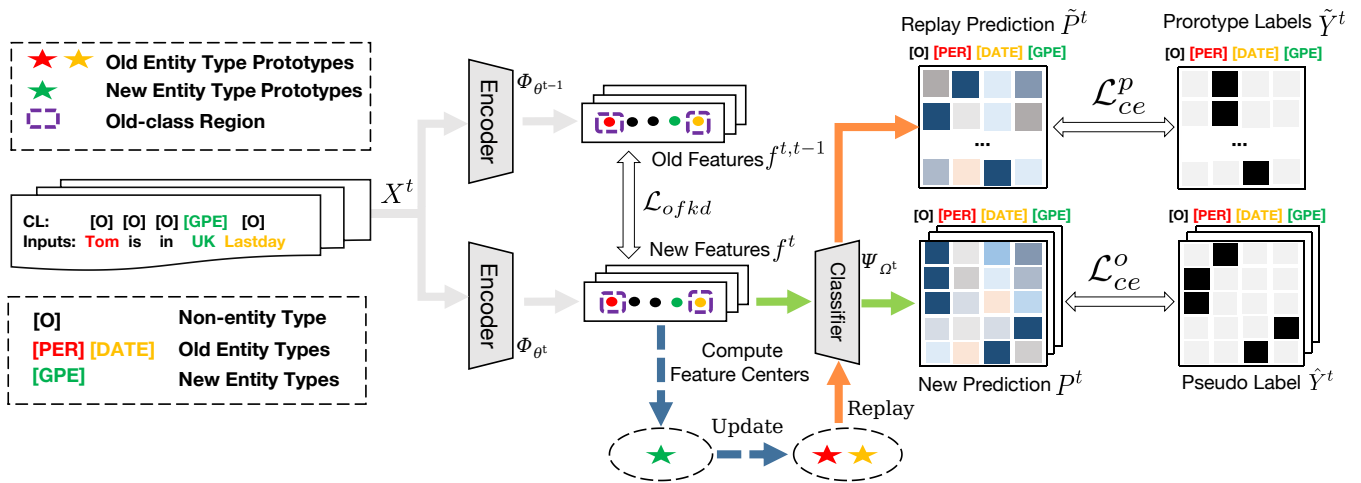 Old Entity Type Prototypes
New Entity Type Prototypes
Old-class Region
CL: [O] [O] [O] [GPE] [O]
Inputs: Tom is in UK Lastday
[O] Non-entity Type
[PER] [DATE] Old Entity Types
[GPE] New Entity Types
X^t
Encoder
Φ_{θ^{t-1}}
Old Features f^{t,t-1}
ℒ_{ofkd}
Encoder
Φ_{θ^t}
New Features f^t
Compute
Feature Centers
Update
Replay
Classifier
Ψ_{Ω^t}
Replay Prediction P̃^t
[O] [PER] [DATE] [GPE]
...
ℒ^p_{ce}
Prorotype Labels Ỹ^t
[O] [PER] [DATE] [GPE]
...
[O] [PER] [DATE] [GPE]
New Prediction P^t
ℒ^o_{ce}
[O] [PER] [DATE] [GPE]
Pseudo Label Ŷ^t